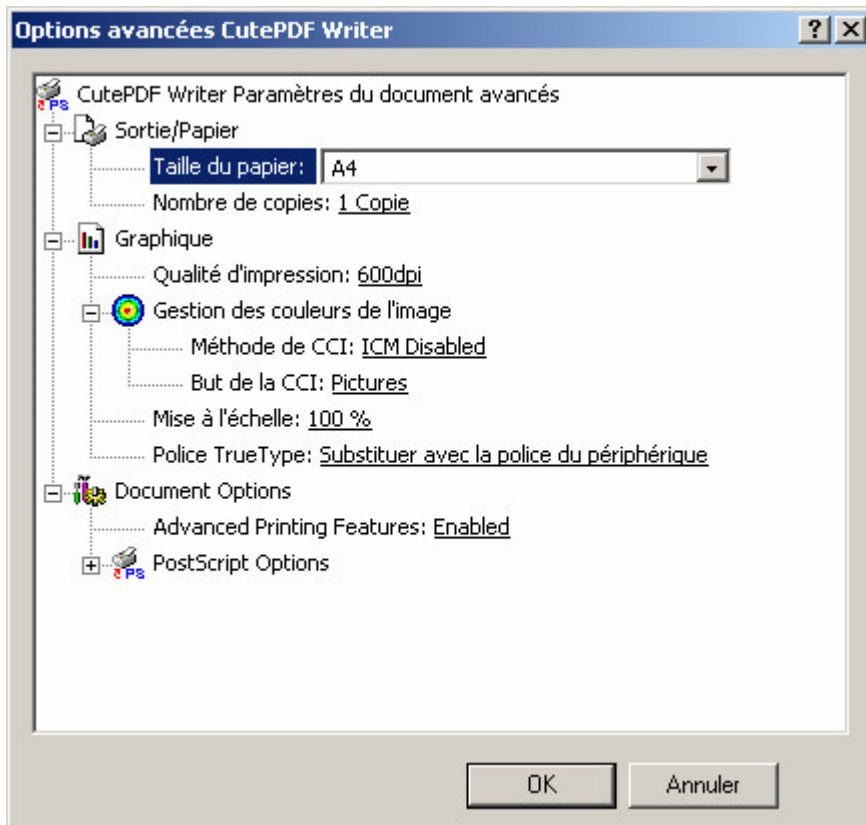 Options avancées CutePDF Writer
CutePDF Writer Paramètres du document avancés
Sortie/Papier
Taille du papier: A4
Nombre de copies: 1 Copie
Graphique
Qualité d'impression: 600dpi
Gestion des couleurs de l'image
Méthode de CCI: ICM Disabled
But de la CCI: Pictures
Mise à l'échelle: 100 %
Police TrueType: Substituer avec la police du périphérique
Document Options
Advanced Printing Features: Enabled
PostScript Options
OK Annuler